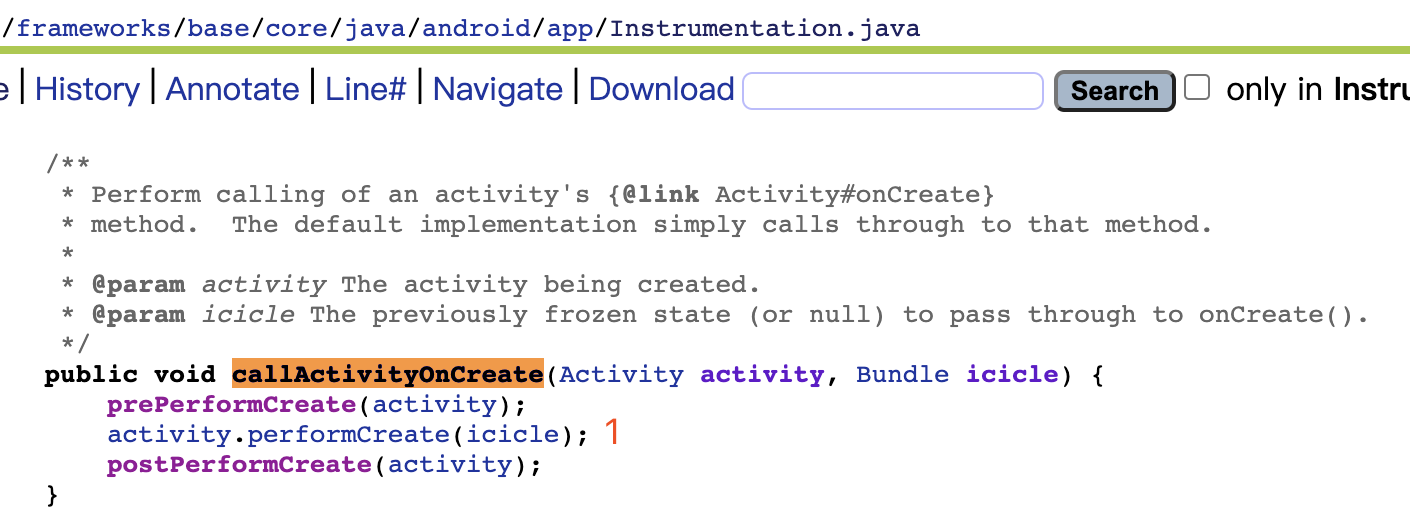 /frameworks/base/core/java/android/app/Instrumentation.java
e | History | Annotate | Line# | Navigate | Download Search only in Instru
/**
 * Perform calling of an activity's {@link Activity#onCreate}
 * method.  The default implementation simply calls through to that method.
 *
 * @param activity The activity being created.
 * @param icicle The previously frozen state (or null) to pass through to onCreate().
 */
public void callActivityOnCreate(Activity activity, Bundle icicle) {
    prePerformCreate(activity);
    activity.performCreate(icicle); 1
    postPerformCreate(activity);
}